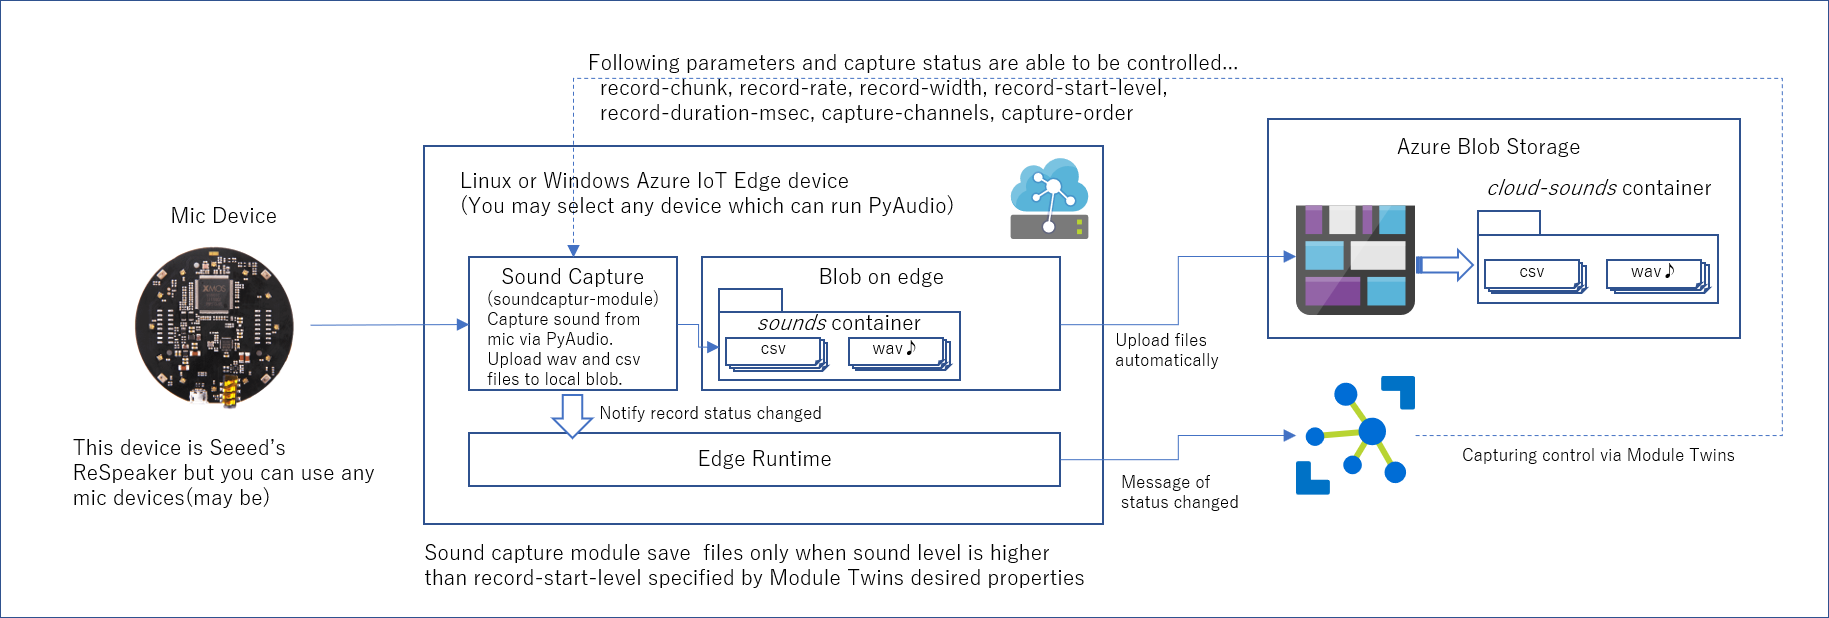 Following parameters and capture status are able to be controlled...
record-chunk, record-rate, record-width, record-start-level,
record-duration-msec, capture-channels, capture-order
Mic Device
XMOS
This device is Seeed's
ReSpeaker but you can use any
mic devices(may be)
Linux or Windows Azure IoT Edge device
(You may select any device which can run PyAudio)
Sound Capture
(soundcaptur-module)
Capture sound from
mic via PyAudio.
Upload wav and csv
files to local blob.
Blob on edge
sounds container
csv
wav♪
Notify record status changed
Edge Runtime
Upload files
automatically
Message of
status changed
Azure Blob Storage
cloud-sounds container
csv
wav♪
Capturing control via Module Twins
Sound capture module save  files only when sound level is higher
than record-start-level specified by Module Twins desired properties